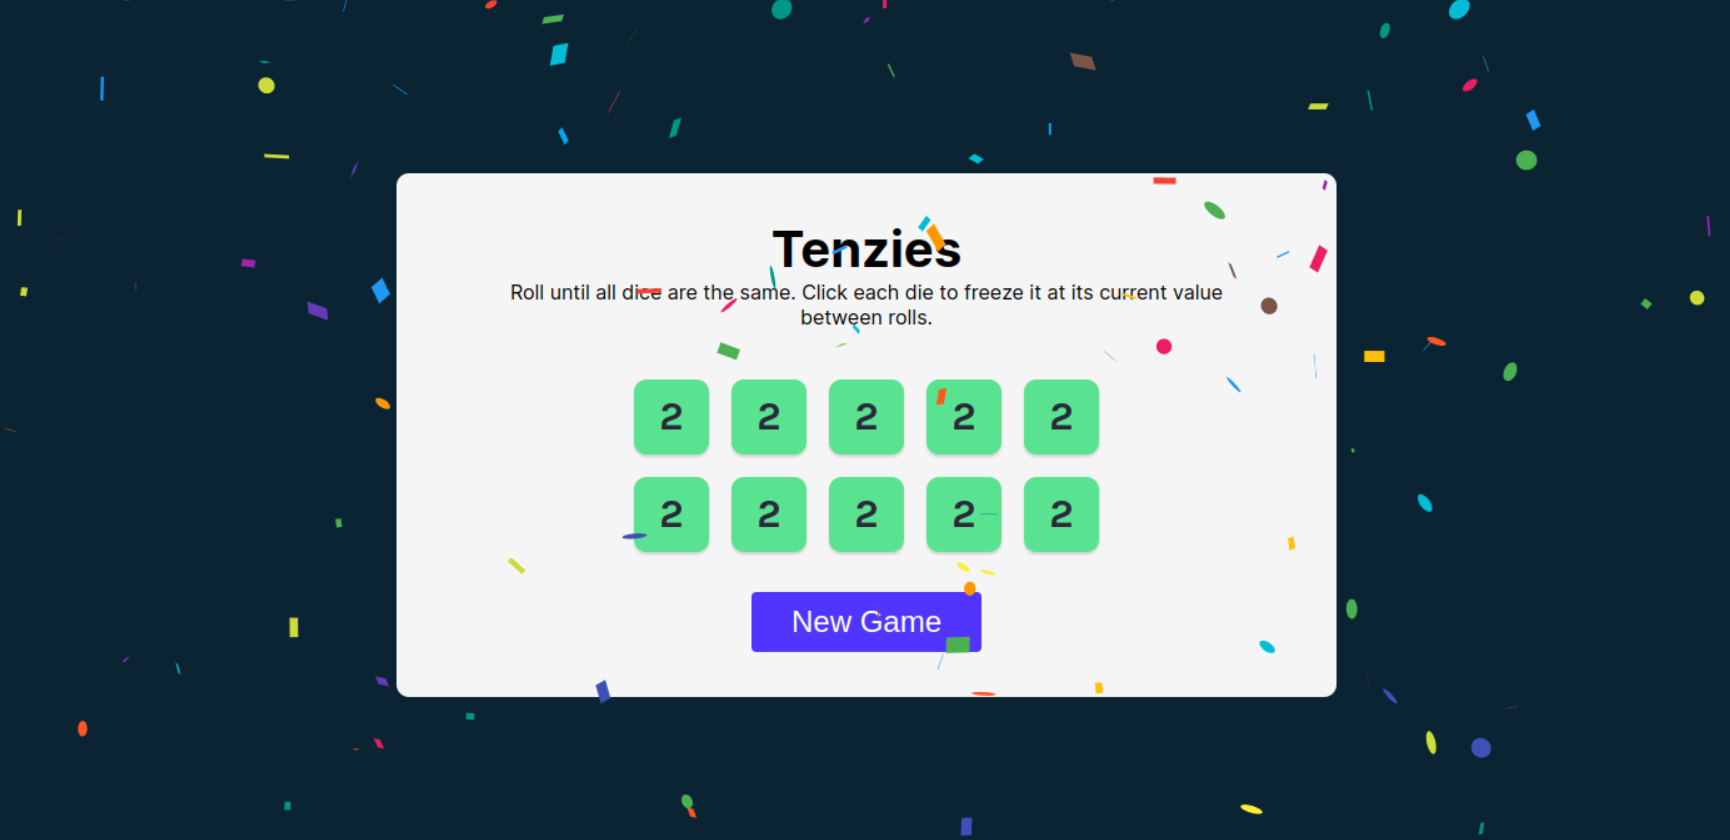 Tenzies
Roll until all dice are the same. Click each die to freeze it at its current value
between rolls.
2 2 2 2 2
2 2 2 2 2
New Game